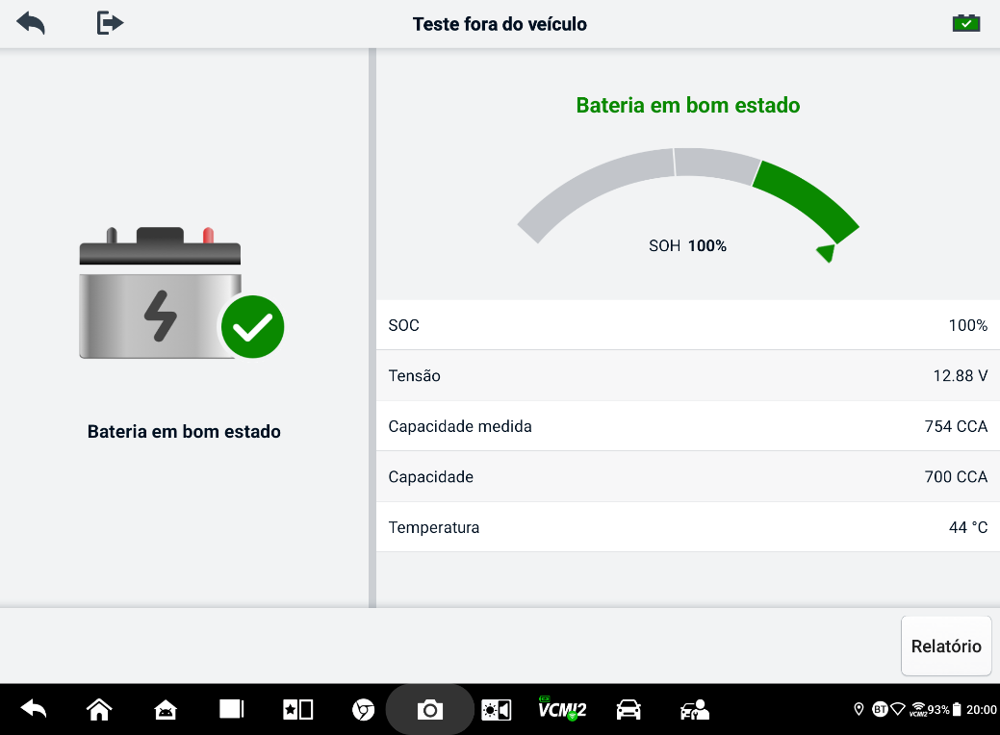 Teste fora do veículo
Bateria em bom estado
SOH 100%
Bateria em bom estado
SOC 100%
Tensão 12.88 V
Capacidade medida 754 CCA
Capacidade 700 CCA
Temperatura 44 °C
Relatório
VCMI2 BT VCMI2 93% 20:00